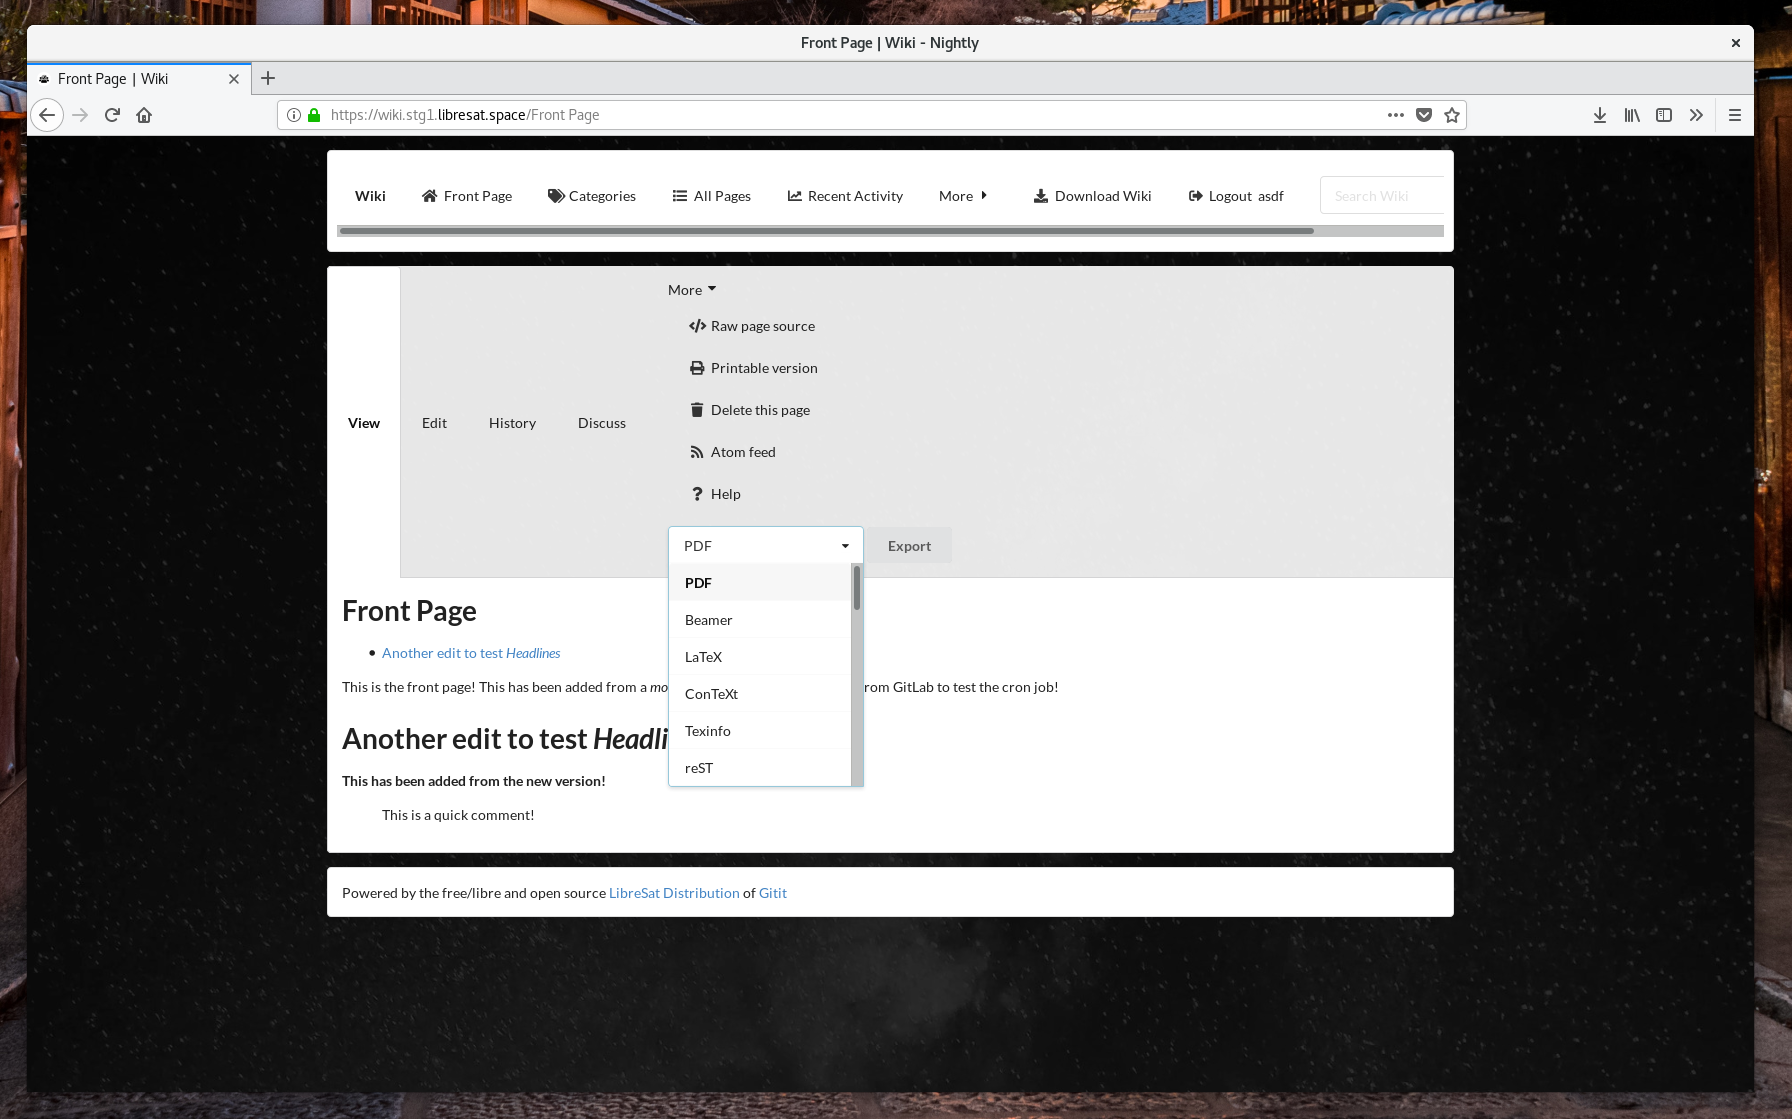 Front Page | Wiki - Nightly
Front Page | Wiki
https://wiki.stg1.libresat.space/Front Page
Wiki Front Page Categories All Pages Recent Activity More Download Wiki Logout asdf Search Wiki
More
Raw page source
Printable version
Delete this page
View Edit History Discuss
Atom feed
Help
PDF Export
PDF
Beamer
LaTeX
ConTeXt
Texinfo
reST
Front Page
• Another edit to test Headlines
This is the front page! This has been added from a mo rom GitLab to test the cron job!
Another edit to test Headli
This has been added from the new version!
This is a quick comment!
Powered by the free/libre and open source LibreSat Distribution of Gitit